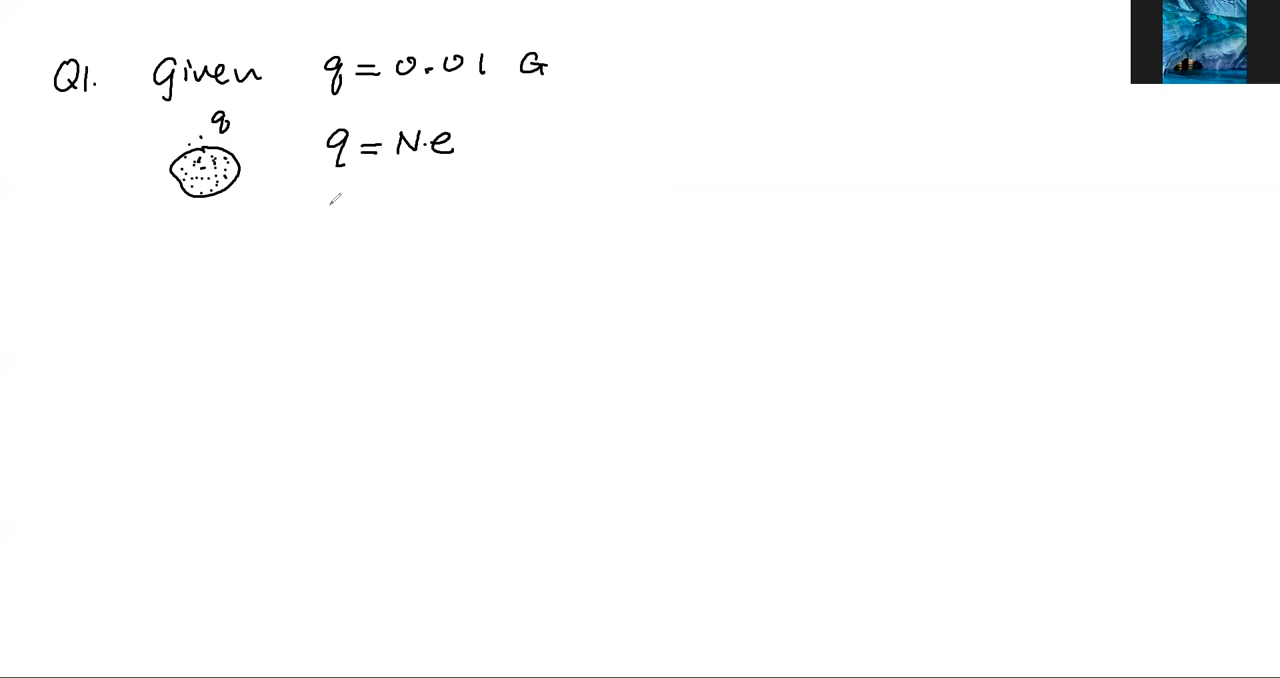 Q1. Given q = 0.01 G
q
q = N.e